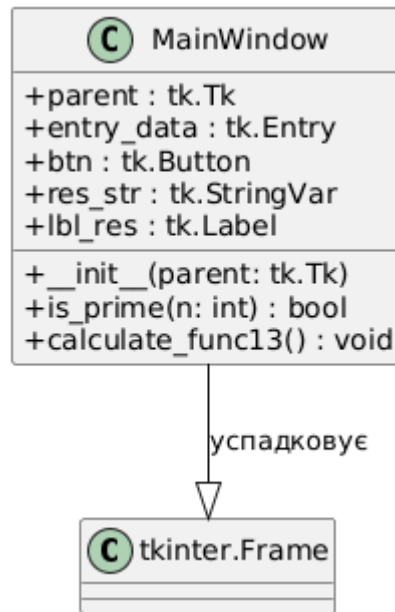 C MainWindow
+parent : tk.Tk
+entry_data : tk.Entry
+btn : tk.Button
+res_str : tk.StringVar
+lbl_res : tk.Label
+__init__(parent: tk.Tk)
+is_prime(n: int) : bool
+calculate_func13() : void
успадковує
C tkinter.Frame